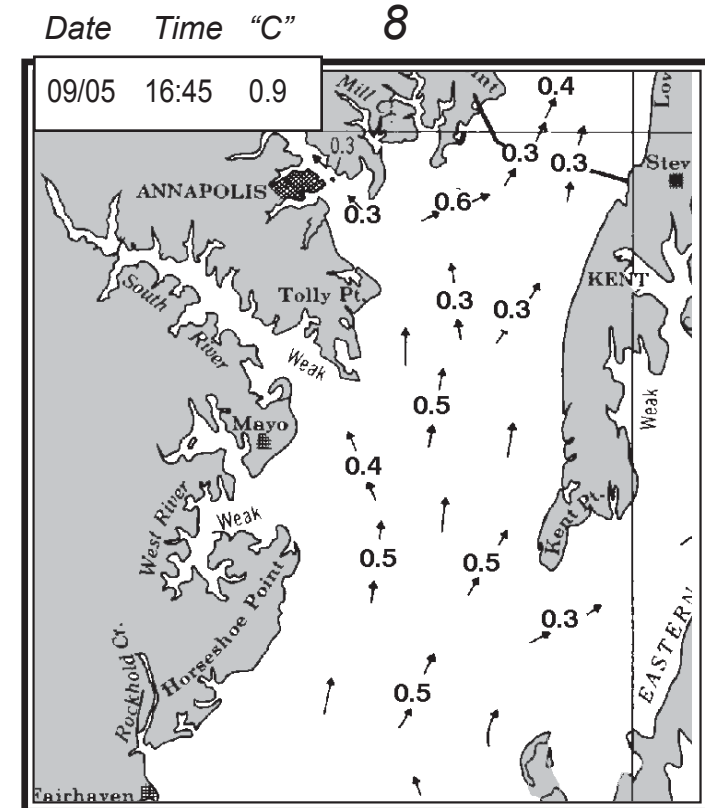 Date Time “C” 8
09/05 16:45 0.9
Mill C
int
0.4
Lov
0.3
0.3
0.3
Stev
ANNAPOLIS
0.3
0.6
KENT
South
River
Tolly Pt.
0.3
0.3
Weak
0.5
Weak
Mayo
0.4
West River
Weak
Kent Pt.
0.5
0.5
Horseshoe Point
0.3
EASTERN
Rockhold Cr.
0.5
Fairhaven